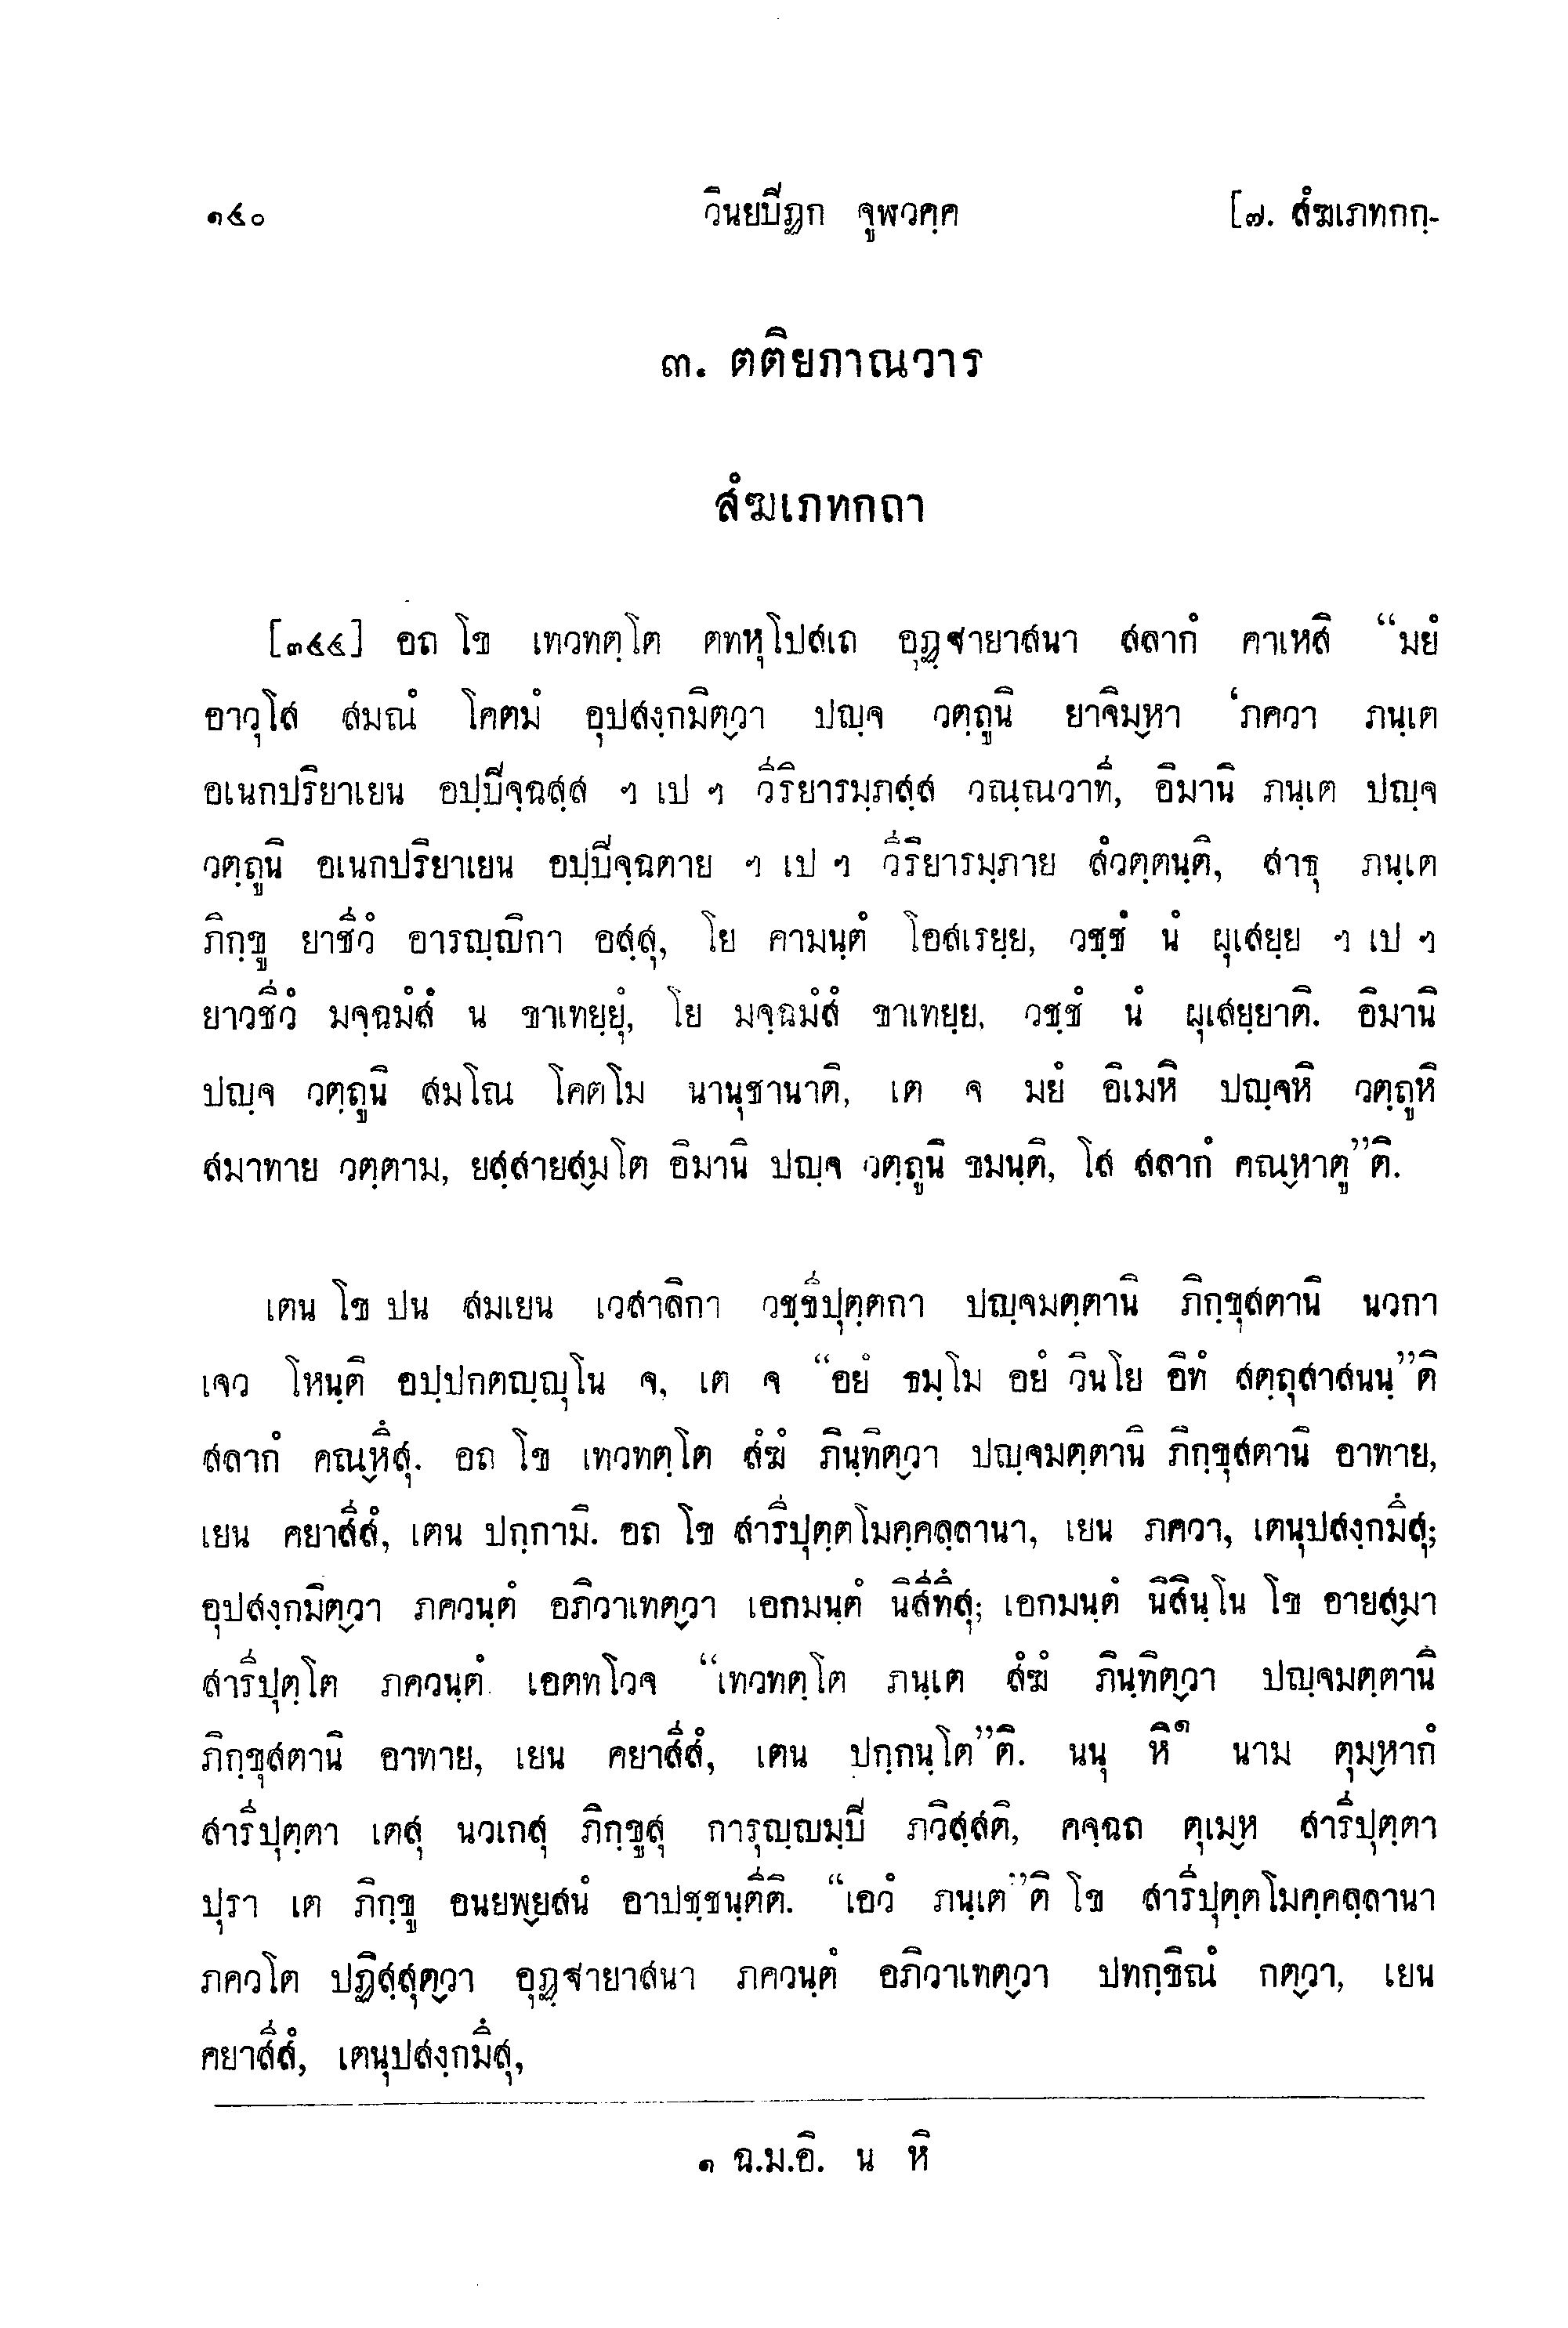 ๑๔๐ วินยปิฏก จูฬวคฺค [๗. สํฆเภทกกฺ-
๓. ตติยภาณวาร
สํฆเภทกถา
[๓๔๔] อถ โข เทวทตฺโต ตทหุโปสเถ อุฏฺฐายาสนา สลากํ คาเหสิ “มยํ
อาวุโส สมณํ โคตมํ อุปสงฺกมิตฺวา ปญฺจ วตฺถูนิ ยาจิมฺหา ‘ภควา ภนฺเต
อเนกปริยาเยน อปฺปิจฺฉสฺส ฯ เป ฯ วีริยารมฺภสฺส วณฺณวาที, อิมานิ ภนฺเต ปญฺจ
วตฺถูนิ อเนกปริยาเยน อปฺปิจฺฉตาย ฯ เป ฯ วีริยารมฺภาย สํวตฺตนฺติ, สาธุ ภนฺเต
ภิกฺขู ยาชีวํ อารญฺญิกา อสฺสุ, โย คามนฺตํ โอสเรยฺย, วชฺชํ นํ ผุเสยฺย ฯ เป ฯ
ยาวชีวํ มจฺฉมํสํ น ขาเทยฺยุํ, โย มจฺฉมํสํ ขาเทยฺย, วชฺชํ นํ ผุเสยฺยาติ. อิมานิ
ปญฺจ วตฺถูนิ สมโณ โคตโม นานุชานาติ, เต จ มยํ อิเมหิ ปญฺจหิ วตฺถูหิ
สมาทาย วตฺตาม, ยสฺสายสฺมโต อิมานิ ปญฺจ วตฺถูนิ ขมนฺติ, โส สลากํ คณฺหาตู”ติ.
เตน โข ปน สมเยน เวสาลิกา วชฺชิปุตฺตกา ปญฺจมตฺตานิ ภิกฺขุสตานิ นวกา
เจว โหนฺติ อปฺปกตญฺญุโน จ, เต จ “อยํ ธมฺโม อยํ วินโย อิทํ สตฺถุสาสนนฺ”ติ
สลากํ คณฺหึสุ. อถ โข เทวทตฺโต สํฆํ ภินฺทิตฺวา ปญฺจมตฺตานิ ภิกฺขุสตานิ อาทาย,
เยน คยาสีสํ, เตน ปกฺกามิ. อถ โข สารีปุตฺตโมคฺคลฺลานา, เยน ภควา, เตนุปสงฺกมึสุ;
อุปสงฺกมิตฺวา ภควนฺตํ อภิวาเทตฺวา เอกมนฺตํ นิสีทึสุ; เอกมนฺตํ นิสินฺโน โข อายสฺมา
สารีปุตฺโต ภควนฺตํ เอตทโวจ “เทวทตฺโต ภนฺเต สํฆํ ภินฺทิตฺวา ปญฺจมตฺตานิ
ภิกฺขุสตานิ อาทาย, เยน คยาสีสํ, เตน ปกฺกนฺโต”ติ. นนุ หิ๑ นาม ตุมฺหากํ
สารีปุตฺตา เตสุ นวเกสุ ภิกฺขูสุ การุญฺญมฺปิ ภวิสฺสติ, คจฺฉถ ตุเมฺห สารีปุตฺตา
ปุรา เต ภิกฺขู อนยพฺยสนํ อาปชฺชนฺตีติ. “เอวํ ภนฺเต”ติ โข สารีปุตฺตโมคฺคลฺลานา
ภควโต ปฏิสฺสุตฺวา อุฏฺฐายาสนา ภควนฺตํ อภิวาเทตฺวา ปทกฺขิณํ กตฺวา, เยน
คยาสีสํ, เตนุปสงฺกมึสุ,
๑ ฉ.ม.อิ. น หิ